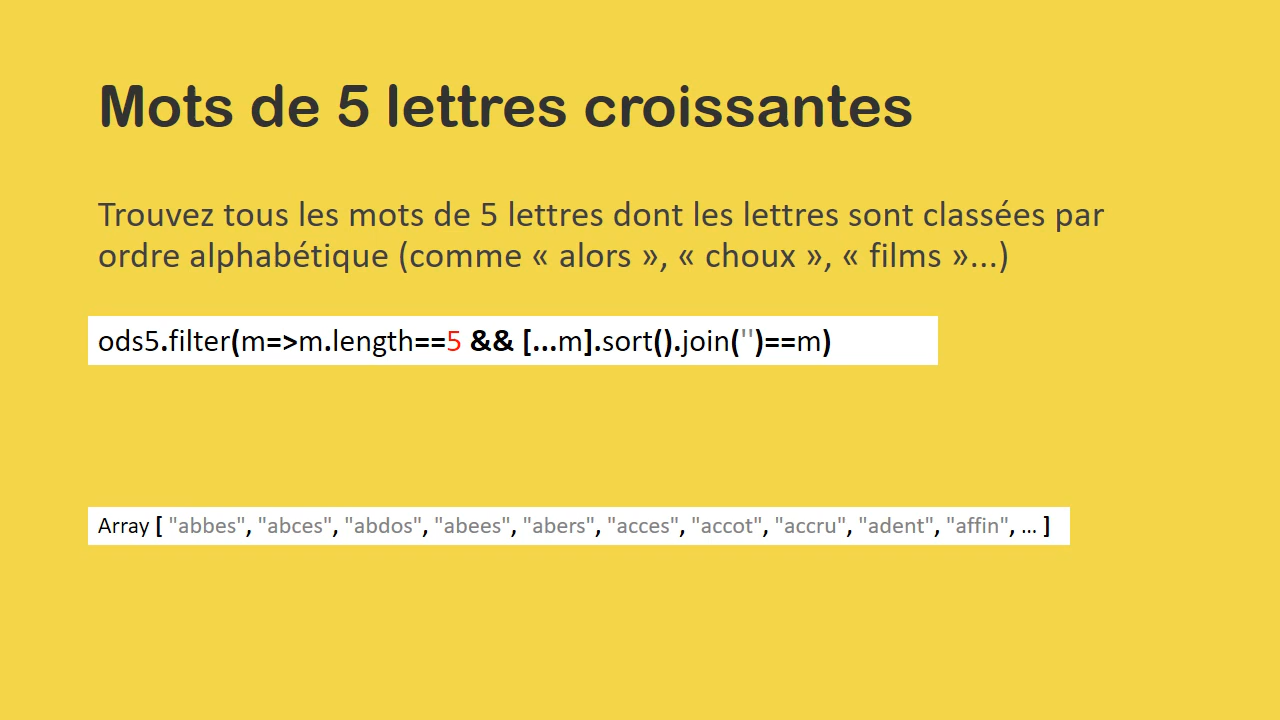 Mots de 5 lettres croissantes
Trouvez tous les mots de 5 lettres dont les lettres sont classées par
ordre alphabétique (comme « alors », « choux », « films »...)
ods5.filter(m=>m.length==5 && [...m].sort().join('')==m)
Array [ "abbes", "abces", "abdos", "abees", "abers", "acces", "accot", "accru", "adent", "affin", … ]